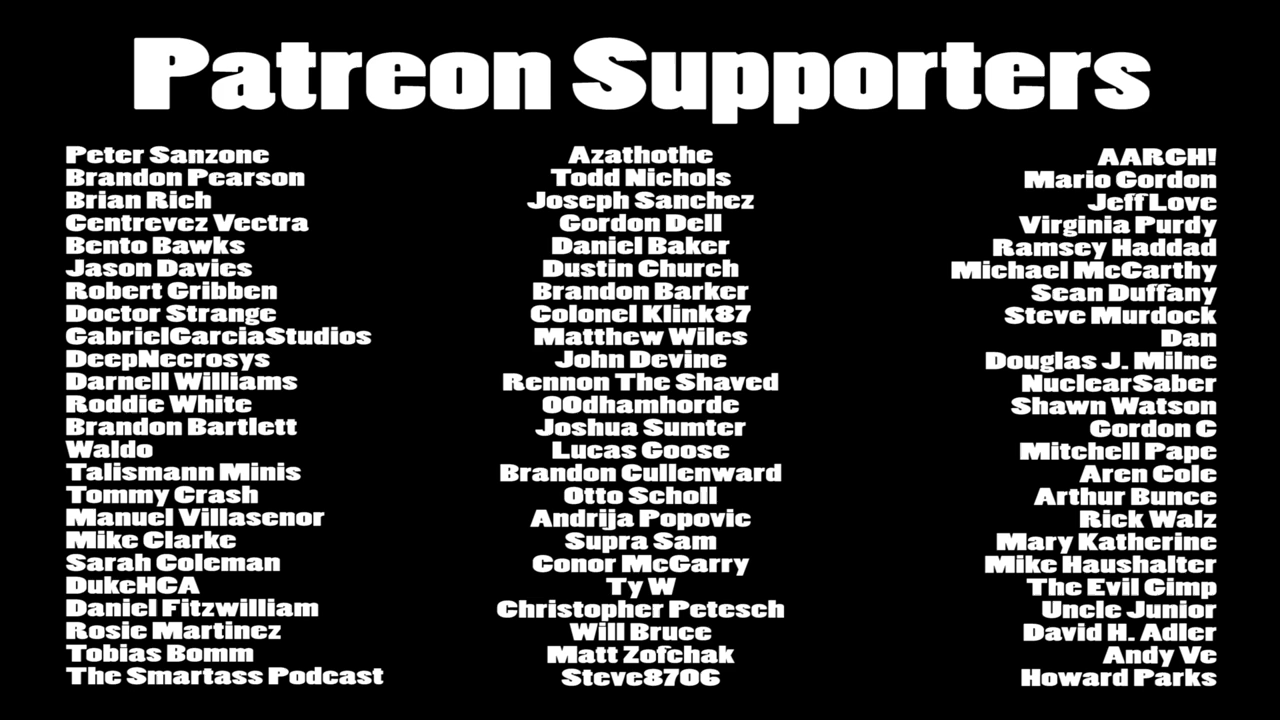 Patreon Supporters
Peter Sanzone
Brandon Pearson
Brian Rich
Centrevez Vectra
Bento Bawks
Jason Davies
Robert Gribben
Doctor Strange
GabrielGarciaStudios
DeepNecrosys
Darnell Williams
Roddie White
Brandon Bartlett
Waldo
Talismann Minis
Tommy Crash
Manuel Villasenor
Mike Clarke
Sarah Coleman
DukeHCA
Daniel Fitzwilliam
Rosie Martinez
Tobias Bomm
The Smartass Podcast
Azathothe
Todd Nichols
Joseph Sanchez
Gordon Dell
Daniel Baker
Dustin Church
Brandon Barker
Colonel Klink87
Matthew Wiles
John Devine
Rennon The Shaved
OOdhamhorde
Joshua Sumter
Lucas Goose
Brandon Cullenward
Otto Scholl
Andrija Popovic
Supra Sam
Conor McGarry
Ty W
Christopher Petesch
Will Bruce
Matt Zofchak
Steve8706
AARGH!
Mario Gordon
Jeff Love
Virginia Purdy
Ramsey Haddad
Michael McCarthy
Sean Duffany
Steve Murdock
Dan
Douglas J. Milne
NuclearSaber
Shawn Watson
Gordon C
Mitchell Pape
Aren Cole
Arthur Bunce
Rick Walz
Mary Katherine
Mike Haushalter
The Evil Gimp
Uncle Junior
David H. Adler
Andy Ve
Howard Parks